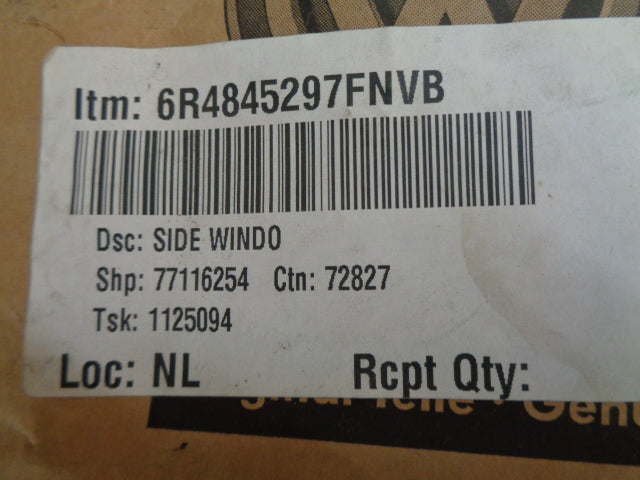 Itm: 6R4845297FNVB
Dsc: SIDE WINDO
Shp: 77116254 Ctn: 72827
Tsk: 1125094
Loc: NL Rcpt Qty: